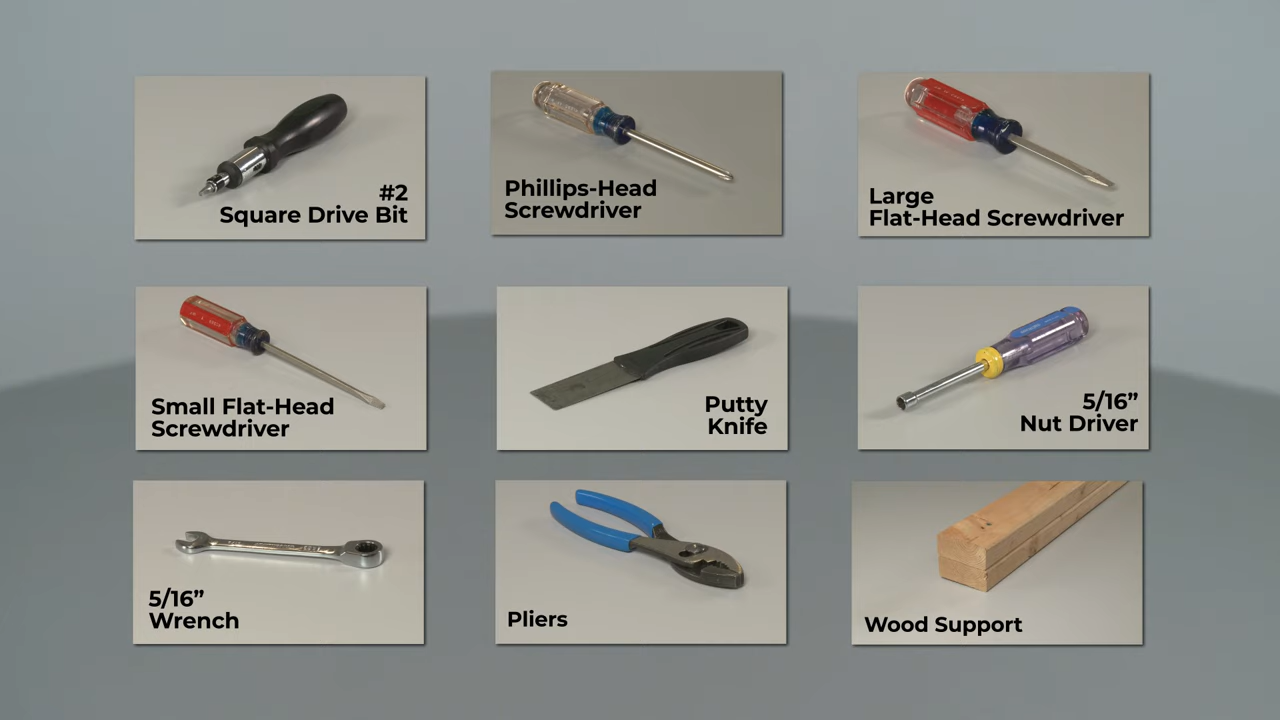 #2
Square Drive Bit
Phillips-Head
Screwdriver
Large
Flat-Head Screwdriver
Small Flat-Head
Screwdriver
Putty
Knife
5/16”
Nut Driver
5/16”
Wrench
Pliers
Wood Support